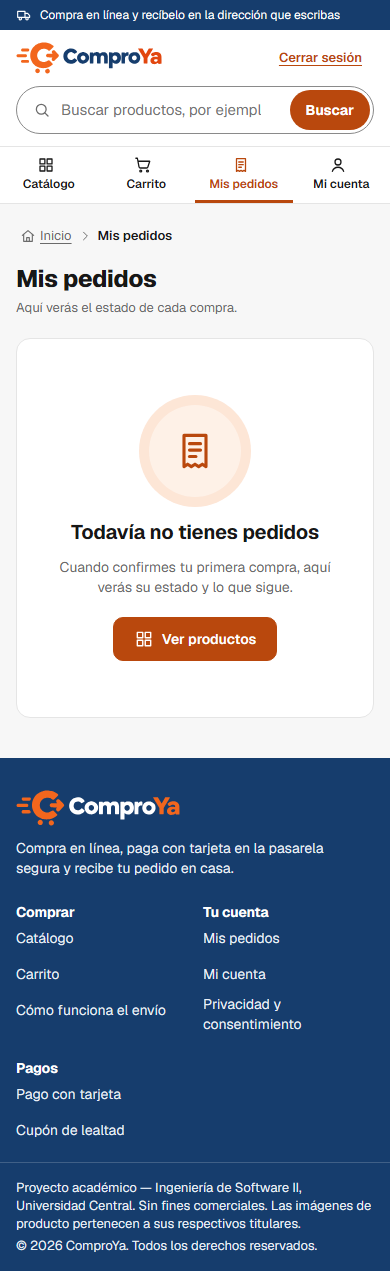 Compra en línea y recíbelo en la dirección que escribas
ComproYa
Cerrar sesión
Buscar productos, por ejempl
Buscar
Catálogo
Carrito
Mis pedidos
Mi cuenta
Inicio
Mis pedidos
Mis pedidos
Aquí verás el estado de cada compra.
Todavía no tienes pedidos
Cuando confirmes tu primera compra, aquí
verás su estado y lo que sigue.
Ver productos
ComproYa
Compra en línea, paga con tarjeta en la pasarela
segura y recibe tu pedido en casa.
Comprar
Catálogo
Carrito
Cómo funciona el envío
Tu cuenta
Mis pedidos
Mi cuenta
Privacidad y
consentimiento
Pagos
Pago con tarjeta
Cupón de lealtad
Proyecto académico — Ingeniería de Software II,
Universidad Central. Sin fines comerciales. Las imágenes de
producto pertenecen a sus respectivos titulares.
© 2026 ComproYa. Todos los derechos reservados.